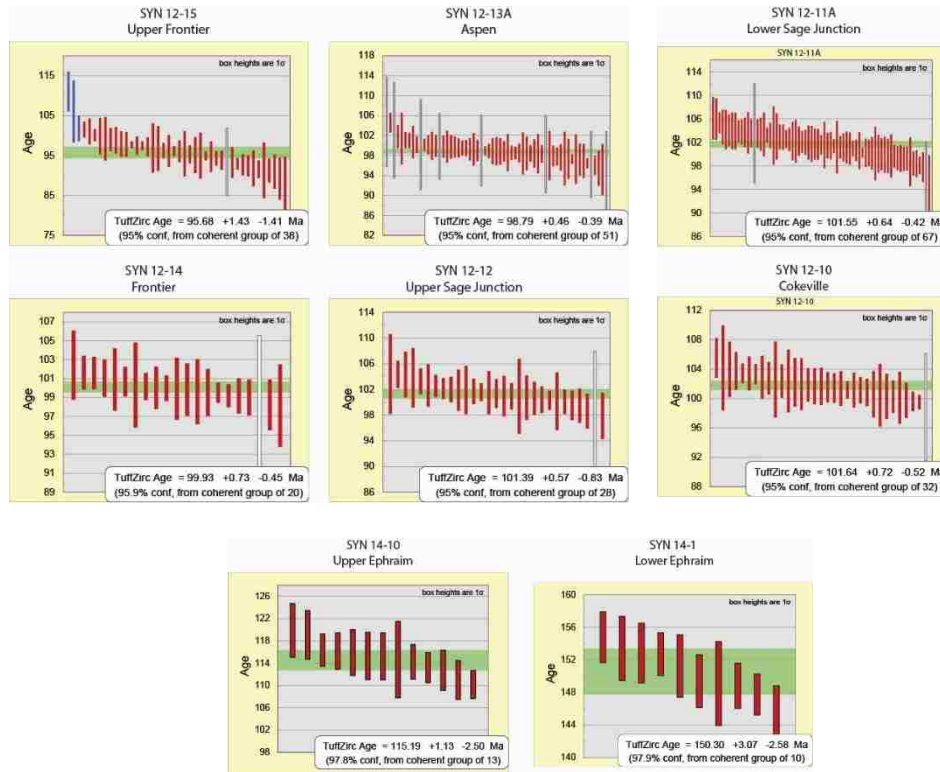 SYN 12-15
Upper Frontier
box heights are 1σ
Age
115
105
95
85
75
TuffZirc Age = 95.68 +1.43 -1.41 Ma
(95% conf, from coherent group of 38)
SYN 12-13A
Aspen
box heights are 1σ
Age
118
114
110
106
102
98
94
90
86
82
TuffZirc Age = 98.79 +0.46 -0.39 Ma
(95% conf, from coherent group of 51)
SYN 12-11A
Lower Sage Junction
SYN 12-11A
box heights are 1σ
Age
114
110
106
102
98
94
90
86
TuffZirc Age = 101.55 +0.64 -0.42 Ma
(95% conf, from coherent group of 67)
SYN 12-14
Frontier
box heights are 1σ
Age
107
105
103
101
99
97
95
93
91
89
TuffZirc Age = 99.93 +0.73 -0.45 Ma
(95.9% conf, from coherent group of 20)
SYN 12-12
Upper Sage Junction
box heights are 1σ
Age
114
110
106
102
98
94
90
86
TuffZirc Age = 101.39 +0.57 -0.83 Ma
(95% conf, from coherent group of 28)
SYN 12-10
Cokeville
SYN 12-10
box heights are 1σ
Age
112
108
104
100
96
92
88
TuffZirc Age = 101.64 +0.72 -0.52 Ma
(95% conf, from coherent group of 32)
SYN 14-10
Upper Ephraim
box heights are 1σ
Age
126
122
118
114
110
106
102
98
TuffZirc Age = 115.19 +1.13 -2.50 Ma
(97.8% conf, from coherent group of 13)
SYN 14-1
Lower Ephraim
box heights are 1σ
Age
160
156
152
148
144
140
TuffZirc Age = 150.30 +3.07 -2.58 Ma
(97.9% conf, from coherent group of 10)